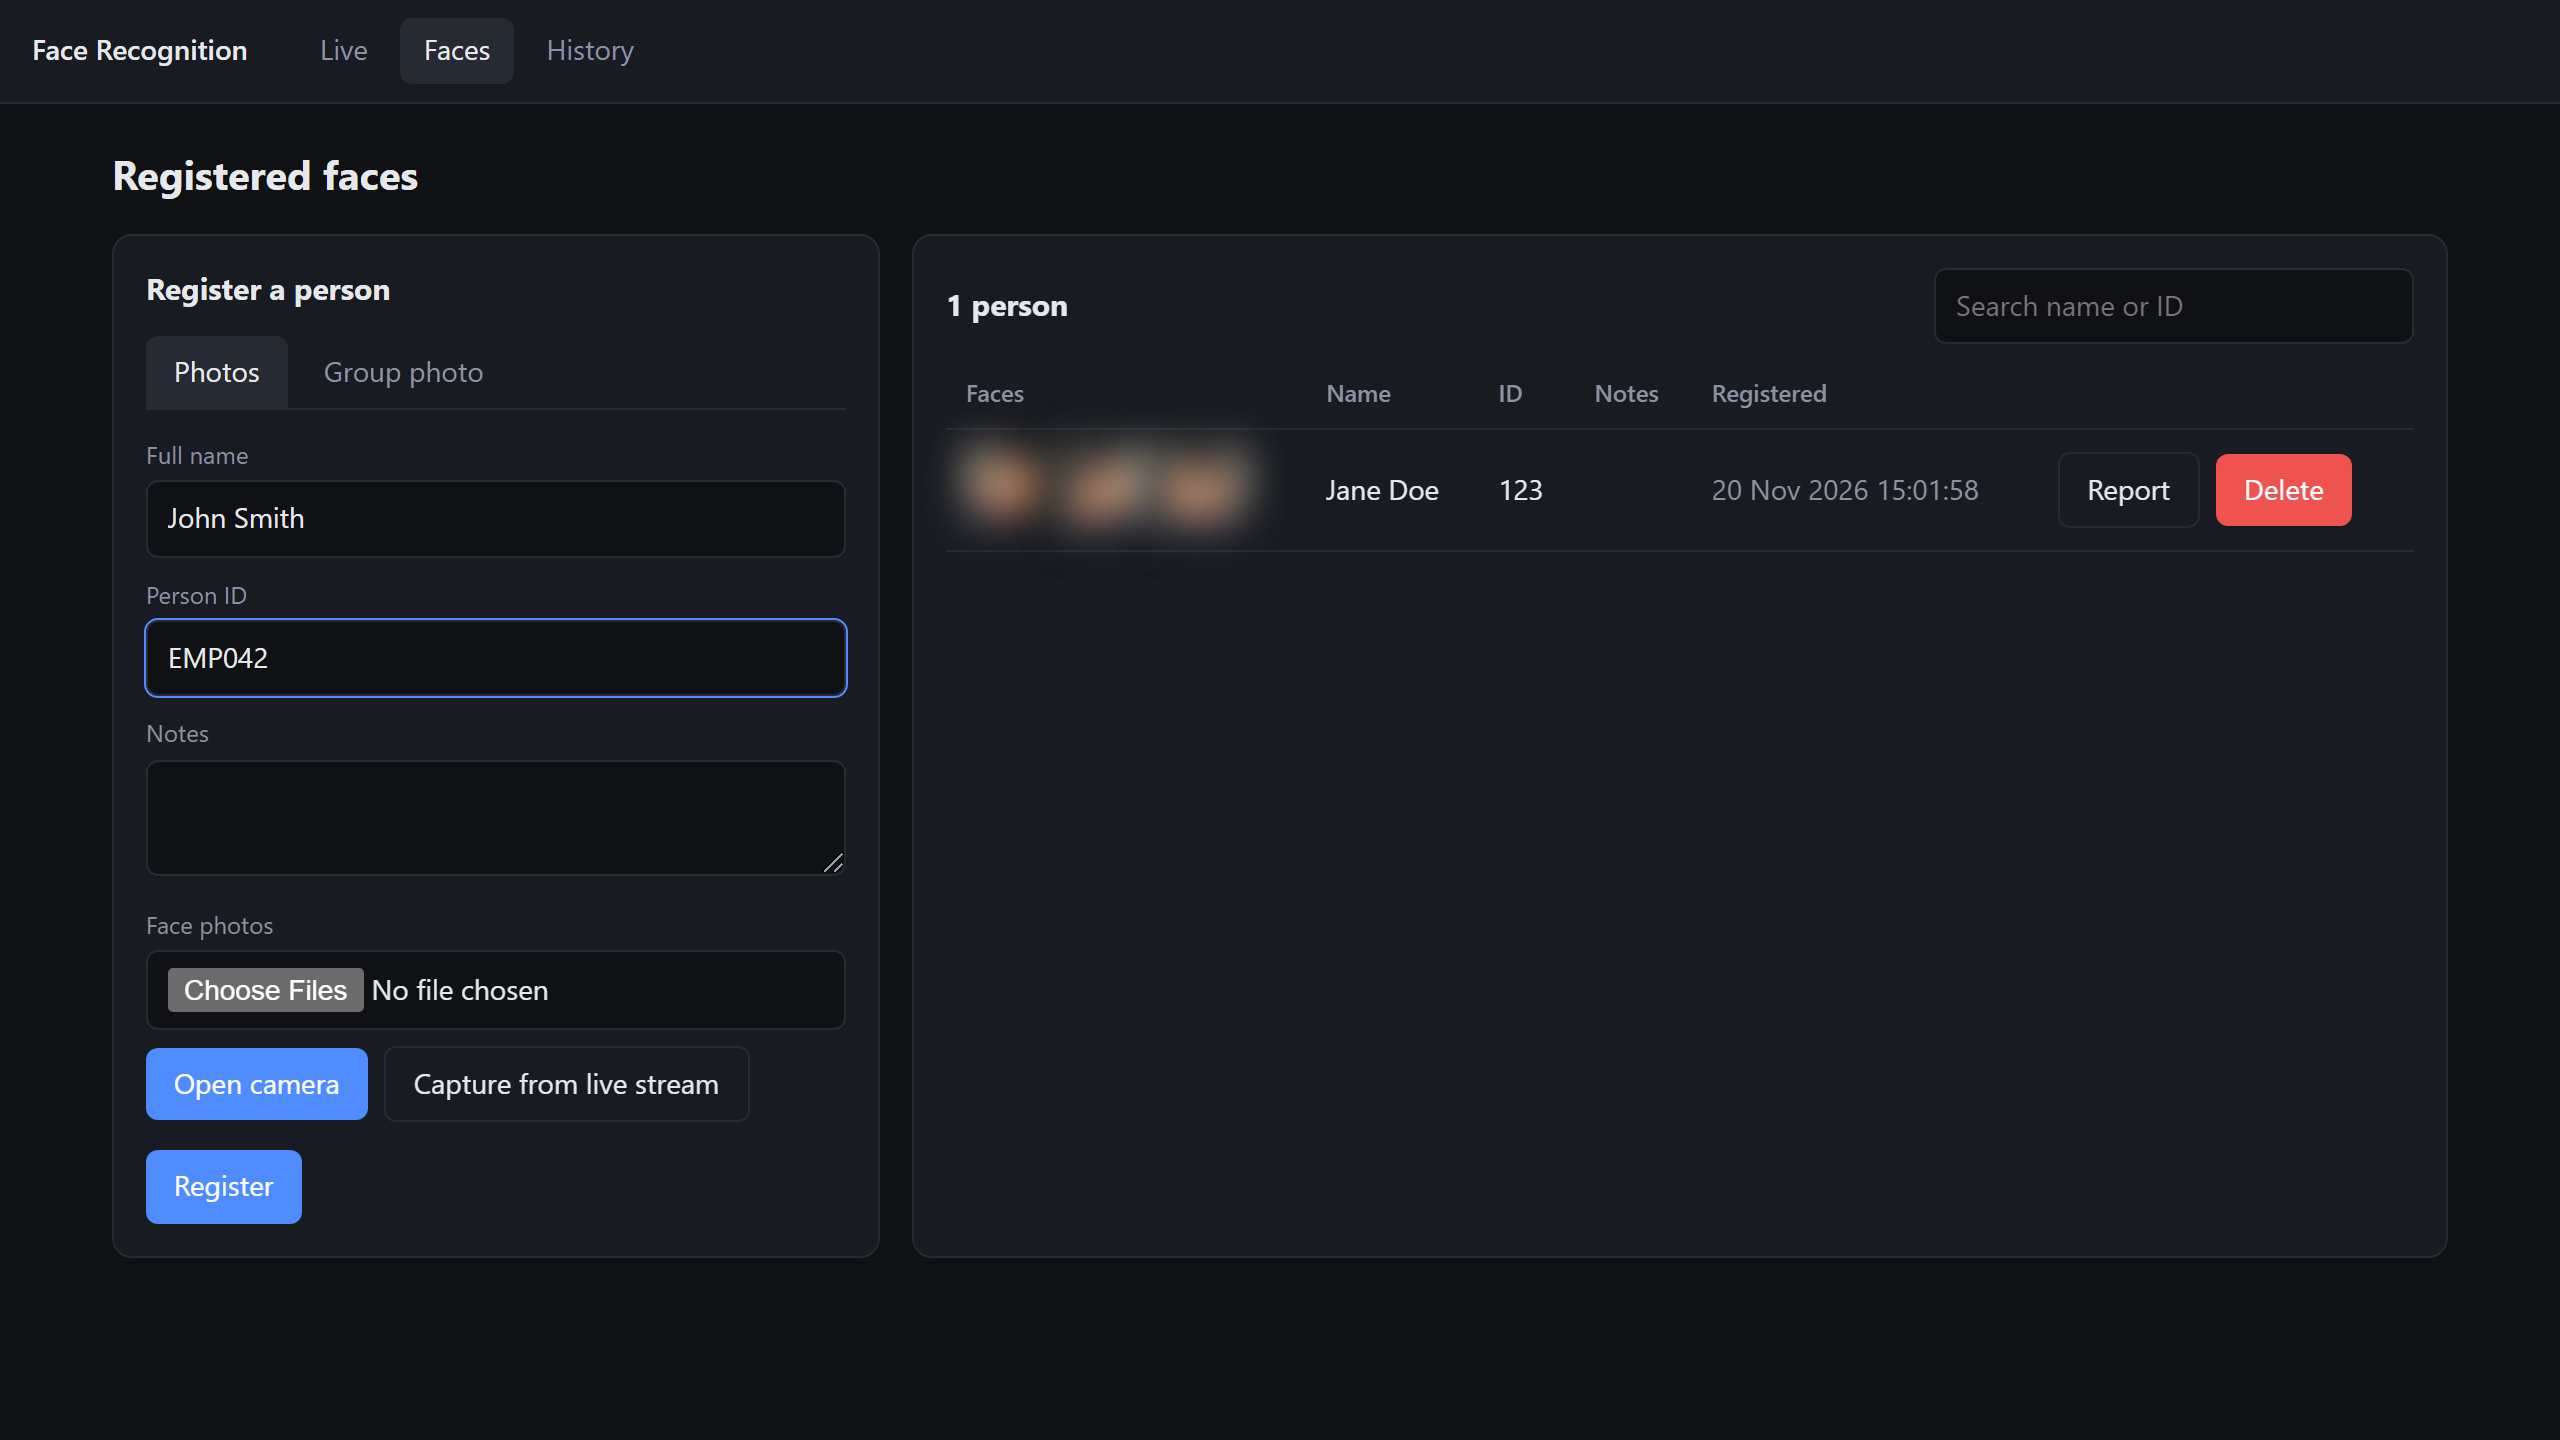 Face Recognition Live Faces History
Registered faces
Register a person
Photos Group photo
Full name
John Smith
Person ID
EMP042
Notes
Face photos
Choose Files No file chosen
Open camera Capture from live stream
Register
1 person Search name or ID
Faces Name ID Notes Registered
Jane Doe 123 20 Nov 2026 15:01:58 Report Delete